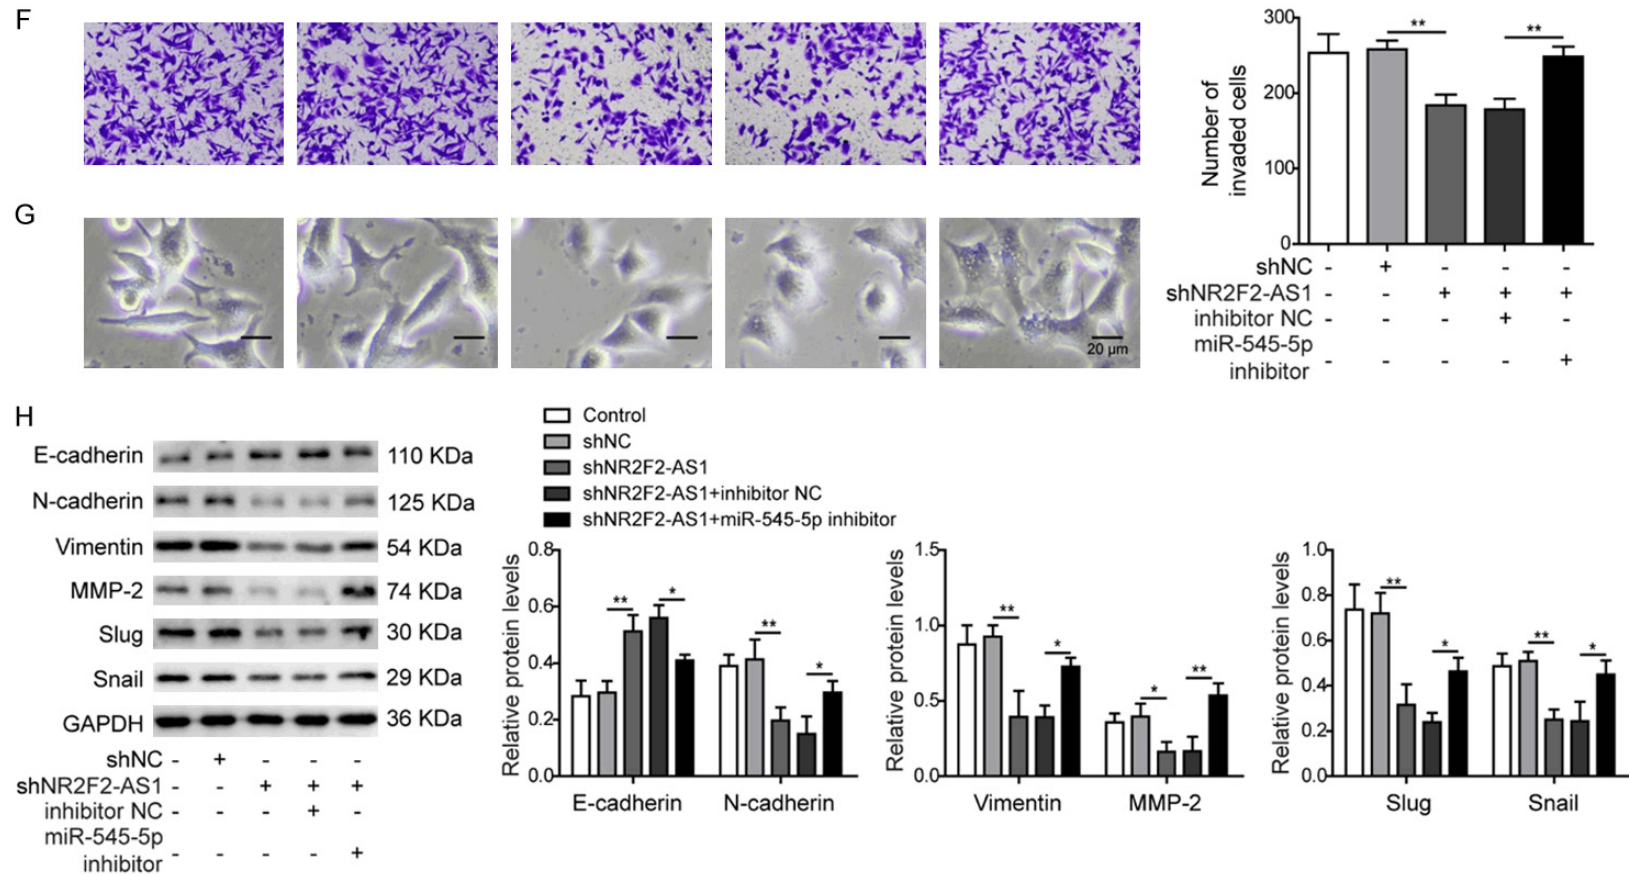 F
300
200
100
0
Number of
invaded cells
**
**
shNC - + - - -
shNR2F2-AS1 - - + + +
inhibitor NC - - - + -
miR-545-5p
inhibitor - - - - +
G
20 µm
H
E-cadherin 110 KDa
N-cadherin 125 KDa
Vimentin 54 KDa
MMP-2 74 KDa
Slug 30 KDa
Snail 29 KDa
GAPDH 36 KDa
shNC - + - - -
shNR2F2-AS1 - - + + +
inhibitor NC - - - + -
miR-545-5p
inhibitor - - - - +
Control
shNC
shNR2F2-AS1
shNR2F2-AS1+inhibitor NC
shNR2F2-AS1+miR-545-5p inhibitor
Relative protein levels
0.8
0.6
0.4
0.2
0.0
** * ** *
E-cadherin N-cadherin
Relative protein levels
1.5
1.0
0.5
0.0
** * * **
Vimentin MMP-2
Relative protein levels
1.0
0.8
0.6
0.4
0.2
0.0
** * ** *
Slug Snail